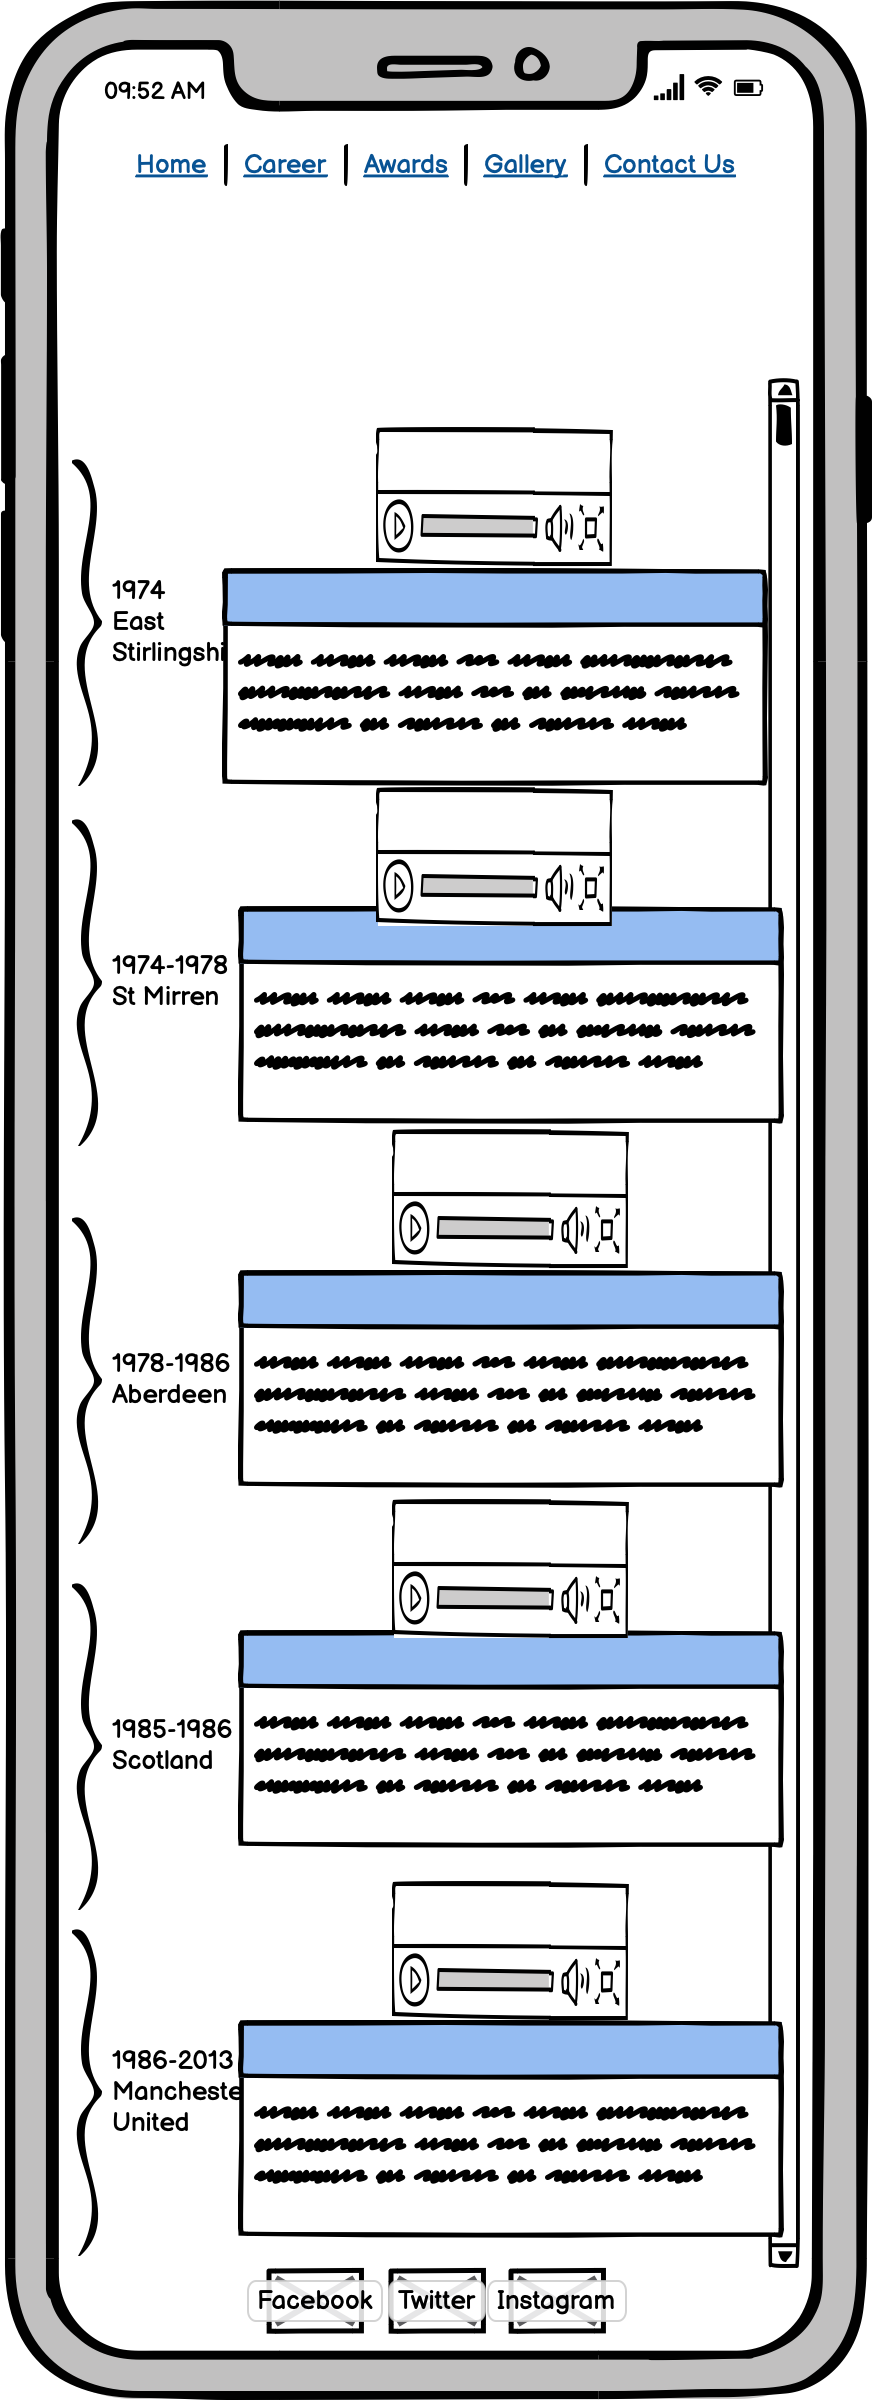 09:52 AM
Home Career Awards Gallery Contact Us
1974
East
Stirlingshi
1974-1978
St Mirren
1978-1986
Aberdeen
1985-1986
Scotland
1986-2013
Mancheste
United
Facebook Twitter Instagram